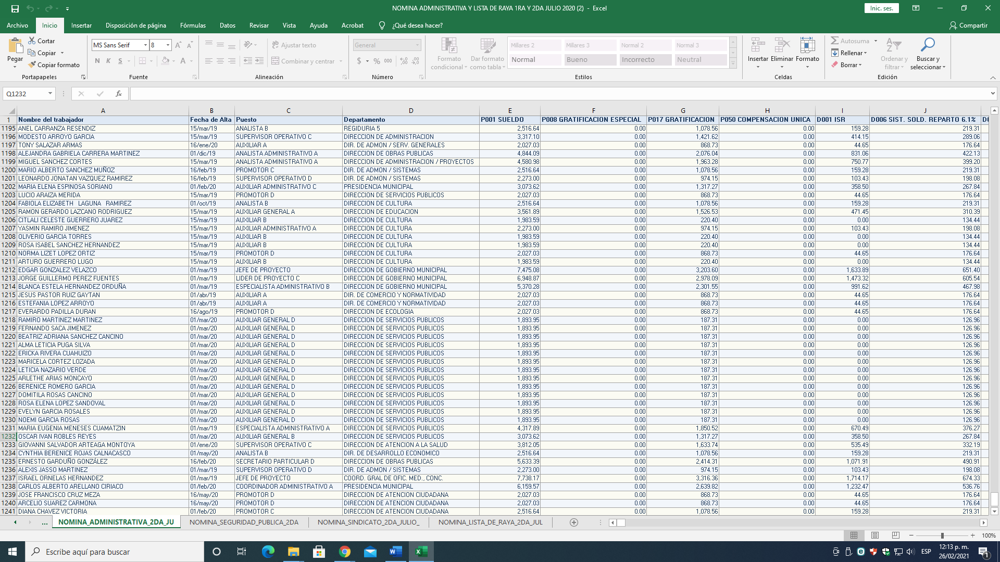 NOMINA ADMINISTRATIVA Y LISTA DE RAYA 1RA Y 2DA JULIO 2020 (2) - Excel
Inic. ses.
Archivo Inicio Insertar Disposición de página Fórmulas Datos Revisar Vista Ayuda Acrobat ¿Qué desea hacer? Compartir
Pegar Cortar Copiar Copiar formato Portapapeles
MS Sans Serif 8 N K S Fuente
Ajustar texto Combinar y centrar Alineación
General $ % 000 Número
Formato condicional Dar formato como tabla
Millares 2 Millares 3 Normal 2 Normal 3
Normal Bueno Incorrecto Neutral
Estilos
Insertar Eliminar Formato Celdas
Autosuma Rellenar Borrar Ordenar y filtrar Buscar y seleccionar Edición
Q1232 fx
A B C D E F G H I J
1 Nombre del trabajador Fecha de Alta Puesto Departamento P001 SUELDO P008 GRATIFICACION ESPECIAL P017 GRATIFICACION P050 COMPENSACION UNICA D001 ISR D006 SIST. SOLD. REPARTO 6.1%
1195 ANEL CARRANZA RESENDIZ 15/mar/19 ANALISTA B REGIDURIA 5 2,516.64 0.00 1,078.56 0.00 159.28 219.31
1196 MODESTO ARROYO GARCIA 15/mar/19 SUPERVISOR OPERATIVO C DIRECCION DE ADMINISTRACION 3,317.10 0.00 1,421.62 0.00 414.15 289.06
1197 TONY SALAZAR ARMAS 16/ene/20 AUXILIAR A DIR. DE ADMON / SERV. GENERALES 2,027.03 0.00 868.73 0.00 44.65 176.64
1198 ALEJANDRA GABRIELA CARRERA MARTINEZ 01/dic/19 ANALISTA ADMINISTRATIVO A DIRECCION DE OBRAS PUBLICAS 4,844.09 0.00 2,076.04 0.00 831.06 422.13
1199 MIGUEL SANCHEZ CORTES 15/mar/19 ANALISTA ADMINISTRATIVO A DIRECCION DE ADMINISTRACION / PROYECTOS 4,580.98 0.00 1,963.28 0.00 750.77 399.20
1200 MARIO ALBERTO SANCHEZ MUÑOZ 16/feb/19 PROMOTOR C DIR. DE ADMON / SISTEMAS 2,516.64 0.00 1,078.56 0.00 159.28 219.31
1201 LEONARDO JONATAN VAZQUEZ RAMIREZ 16/feb/19 SUPERVISOR OPERATIVO D DIR. DE ADMON / SISTEMAS 2,273.00 0.00 974.15 0.00 103.43 198.08
1202 MARIA ELENA ESPINOSA SORIANO 01/feb/20 AUXILIAR ADMINISTRATIVO C PRESIDENCIA MUNICIPAL 3,073.62 0.00 1,317.27 0.00 358.50 267.84
1203 LUCIO ARAIZA MERIDA 15/mar/19 PROMOTOR D DIRECCION DE SERVICIOS PUBLICOS 2,027.03 0.00 868.73 0.00 44.65 176.64
1204 FABIOLA ELIZABETH LAGUNA RAMIREZ 01/oct/19 ANALISTA B DIRECCION DE CULTURA 2,516.64 0.00 1,078.56 0.00 159.28 219.31
1205 RAMON GERARDO LAZCANO RODRIGUEZ 15/mar/19 AUXILIAR GENERAL A DIRECCION DE EDUCACION 3,561.89 0.00 1,526.53 0.00 471.45 310.39
1206 CITLALI CELESTE GUERRERO JUAREZ 15/mar/19 AUXILIAR B DIRECCION DE CULTURA 1,983.59 0.00 220.40 0.00 0.00 134.44
1207 YASMIN RAMIRO JIMENEZ 15/mar/19 AUXILIAR ADMINISTRATIVO A DIRECCION DE CULTURA 2,273.00 0.00 974.15 0.00 103.43 198.08
1208 OLIVERIO GARCIA TORRES 15/mar/19 AUXILIAR B DIRECCION DE CULTURA 1,983.59 0.00 220.40 0.00 0.00 134.44
1209 ROSA ISABEL SANCHEZ HERNANDEZ 15/mar/19 AUXILIAR B DIRECCION DE CULTURA 1,983.59 0.00 220.40 0.00 0.00 134.44
1210 NORMA LIZET LOPEZ ORTIZ 15/mar/19 PROMOTOR D DIRECCION DE CULTURA 2,027.03 0.00 868.73 0.00 44.65 176.64
1211 ARTURO GUERRERO LUGO 15/mar/19 AUXILIAR B DIRECCION DE CULTURA 1,983.59 0.00 220.40 0.00 0.00 134.44
1212 EDGAR GONZALEZ VELAZCO 01/mar/19 JEFE DE PROYECTO DIRECCION DE GOBIERNO MUNICIPAL 7,475.08 0.00 3,203.60 0.00 1,633.89 651.40
1213 JORGE GUILLERMO PEREZ FUENTES 01/mar/19 LIDER DE PROYECTO C DIRECCION DE GOBIERNO MUNICIPAL 6,948.87 0.00 2,978.09 0.00 1,473.32 605.54
1214 BLANCA ESTELA HERNANDEZ ORDUÑA 01/mar/19 ESPECIALISTA ADMINISTRATIVO B DIRECCION DE GOBIERNO MUNICIPAL 5,370.28 0.00 2,301.55 0.00 991.62 467.98
1215 JESUS PASTOR RUIZ GAYTAN 01/abr/19 AUXILIAR A DIR. DE COMERCIO Y NORMATIVIDAD 2,027.03 0.00 868.73 0.00 44.65 176.64
1216 ESTEFANIA LOPEZ ARROYO 01/abr/19 AUXILIAR A DIR. DE COMERCIO Y NORMATIVIDAD 2,027.03 0.00 868.73 0.00 44.65 176.64
1217 EVERARDO PADILLA DURAN 16/ago/19 PROMOTOR D DIRECCION DE ECOLOGIA 2,027.03 0.00 868.73 0.00 44.65 176.64
1218 RAMIRO MARTINEZ MARTINEZ 01/mar/20 AUXILIAR GENERAL D DIRECCION DE SERVICIOS PUBLICOS 1,893.95 0.00 187.31 0.00 0.00 126.96
1219 FERNANDO SACA JIMENEZ 01/mar/20 AUXILIAR GENERAL D DIRECCION DE SERVICIOS PUBLICOS 1,893.95 0.00 187.31 0.00 0.00 126.96
1220 BEATRIZ ADRIANA SANCHEZ CANCINO 01/mar/20 AUXILIAR GENERAL D DIRECCION DE SERVICIOS PUBLICOS 1,893.95 0.00 187.31 0.00 0.00 126.96
1221 ALMA LETICIA PUGA SILVA 01/mar/20 AUXILIAR GENERAL D DIRECCION DE SERVICIOS PUBLICOS 1,893.95 0.00 187.31 0.00 0.00 126.96
1222 ERICKA RIVERA CUAHUIZO 01/mar/20 AUXILIAR GENERAL D DIRECCION DE SERVICIOS PUBLICOS 1,893.95 0.00 187.31 0.00 0.00 126.96
1223 MARICELA CORTEZ LOZADA 01/mar/20 AUXILIAR GENERAL D DIRECCION DE SERVICIOS PUBLICOS 1,893.95 0.00 187.31 0.00 0.00 126.96
1224 LETICIA NAZARIO VERDE 01/mar/20 AUXILIAR GENERAL D DIRECCION DE SERVICIOS PUBLICOS 1,893.95 0.00 187.31 0.00 0.00 126.96
1225 ARLETHE ARIAS MONCAYO 01/mar/20 AUXILIAR GENERAL D DIRECCION DE SERVICIOS PUBLICOS 1,893.95 0.00 187.31 0.00 0.00 126.96
1226 BERENICE ROMERO GARCIA 01/mar/20 AUXILIAR GENERAL D DIRECCION DE SERVICIOS PUBLICOS 1,893.95 0.00 187.31 0.00 0.00 126.96
1227 DOMITILA ROSAS CANCINO 01/mar/20 AUXILIAR GENERAL D DIRECCION DE SERVICIOS PUBLICOS 1,893.95 0.00 187.31 0.00 0.00 126.96
1228 ROSA ELENA LOPEZ SANDOVAL 01/mar/20 AUXILIAR GENERAL D DIRECCION DE SERVICIOS PUBLICOS 1,893.95 0.00 187.31 0.00 0.00 126.96
1229 EVELYN GARCIA ROSALES 01/mar/20 AUXILIAR GENERAL D DIRECCION DE SERVICIOS PUBLICOS 1,893.95 0.00 187.31 0.00 0.00 126.96
1230 NOEMI GARCIA ROSAS 01/mar/20 AUXILIAR GENERAL D DIRECCION DE SERVICIOS PUBLICOS 1,893.95 0.00 187.31 0.00 0.00 126.96
1231 MARIA EUGENIA MENESES CUAMATZIN 01/mar/19 ESPECIALISTA ADMINISTRATIVO A DIRECCION DE SERVICIOS PUBLICOS 4,317.89 0.00 1,850.52 0.00 670.49 376.27
1232 OSCAR IVAN ROBLES REYES 01/mar/20 AUXILIAR GENERAL B DIRECCION DE SERVICIOS PUBLICOS 3,073.62 0.00 1,317.27 0.00 358.50 267.84
1233 GIOVANNI SALVADOR ARTEAGA MONTOYA 01/ene/20 SUPERVISOR OPERATIVO C DIRECCION DE ATENCION A LA SALUD 3,812.05 0.00 1,633.74 0.00 535.49 332.19
1234 CYNTHIA BERENICE ROJAS CALNACASCO 01/may/20 ANALISTA B DIR. DE DESARROLLO ECONOMICO 2,516.64 0.00 1,078.56 0.00 159.28 219.31
1235 ERNESTO GARDUÑO GONZÁLEZ 16/feb/20 SECRETARIO PARTICULAR D DIRECCION DE OBRAS PUBLICAS 5,633.39 0.00 2,414.31 0.00 1,071.91 490.91
1236 ALEXIS JASSO MARTINEZ 01/mar/19 SUPERVISOR OPERATIVO D DIR. DE ADMON / SISTEMAS 2,273.00 0.00 974.15 0.00 103.43 198.08
1237 ISRAEL ORNELAS HERNANDEZ 01/mar/19 JEFE DE PROYECTO COORD. GRAL DE OFIC. MED., CONC. 7,738.17 0.00 3,316.36 0.00 1,714.17 674.33
1238 CARLOS ALBERTO ARELLANO CIRIACO 01/feb/20 COORDINADOR ADMINISTRATIVO A PRESIDENCIA MUNICIPAL 6,159.57 0.00 2,639.82 0.00 1,232.47 536.76
1239 JOSE FRANCISCO CRUZ MEZA 16/may/20 PROMOTOR D DIRECCION DE ATENCION CIUDADANA 2,027.03 0.00 868.73 0.00 44.65 176.64
1240 ARCELIO SUAREZ CARMONA 16/may/20 PROMOTOR D DIRECCION DE ATENCION CIUDADANA 2,027.03 0.00 868.73 0.00 44.65 176.64
1241 DIANA CHAVEZ VICTORIA 01/feb/20 PROMOTOR C DIRECCION DE ATENCION CIUDADANA 2,516.64 0.00 1,078.56 0.00 159.28 219.31
... NOMINA_ADMINISTRATIVA_2DA_JU NOMINA_SEGURIDAD_PUBLICA_2DA NOMINA_SINDICATO_2DA_JULIO_ NOMINA_LISTA_DE_RAYA_2DA_JUL
100%
Escribe aquí para buscar
ESP 12:13 p. m.
26/02/2021
1